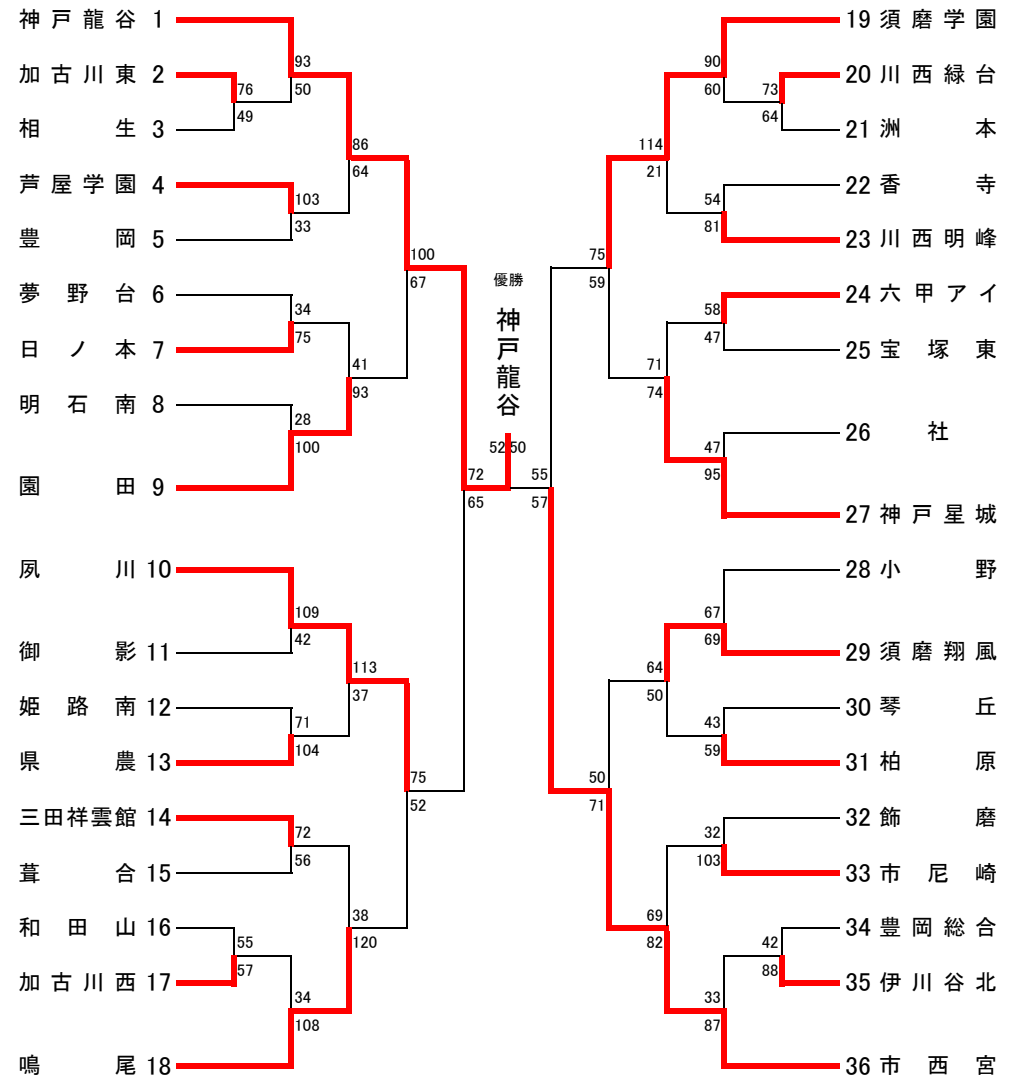 神戸龍谷 1
加古川東 2
相生 3
芦屋学園 4
豊岡 5
夢野台 6
日ノ本 7
明石南 8
園田 9
夙川 10
御影 11
姫路南 12
県農 13
三田祥雲館 14
葺合 15
和田山 16
加古川西 17
鳴尾 18
93
50
76
49
86
64
103
33
100
67
34
75
41
93
28
100
72
65
109
42
113
37
71
104
75
52
72
56
38
120
55
57
34
108
優勝
神戸龍谷
52 50
19 須磨学園
20 川西緑台
21 洲本
22 香寺
23 川西明峰
24 六甲アイ
25 宝塚東
26 社
27 神戸星城
28 小野
29 須磨翔風
30 琴丘
31 柏原
32 飾磨
33 市尼崎
34 豊岡総合
35 伊川谷北
36 市西宮
90
60
73
64
114
21
54
81
75
59
58
47
71
74
47
95
55
57
67
69
64
50
43
59
50
71
32
103
69
82
42
88
33
87